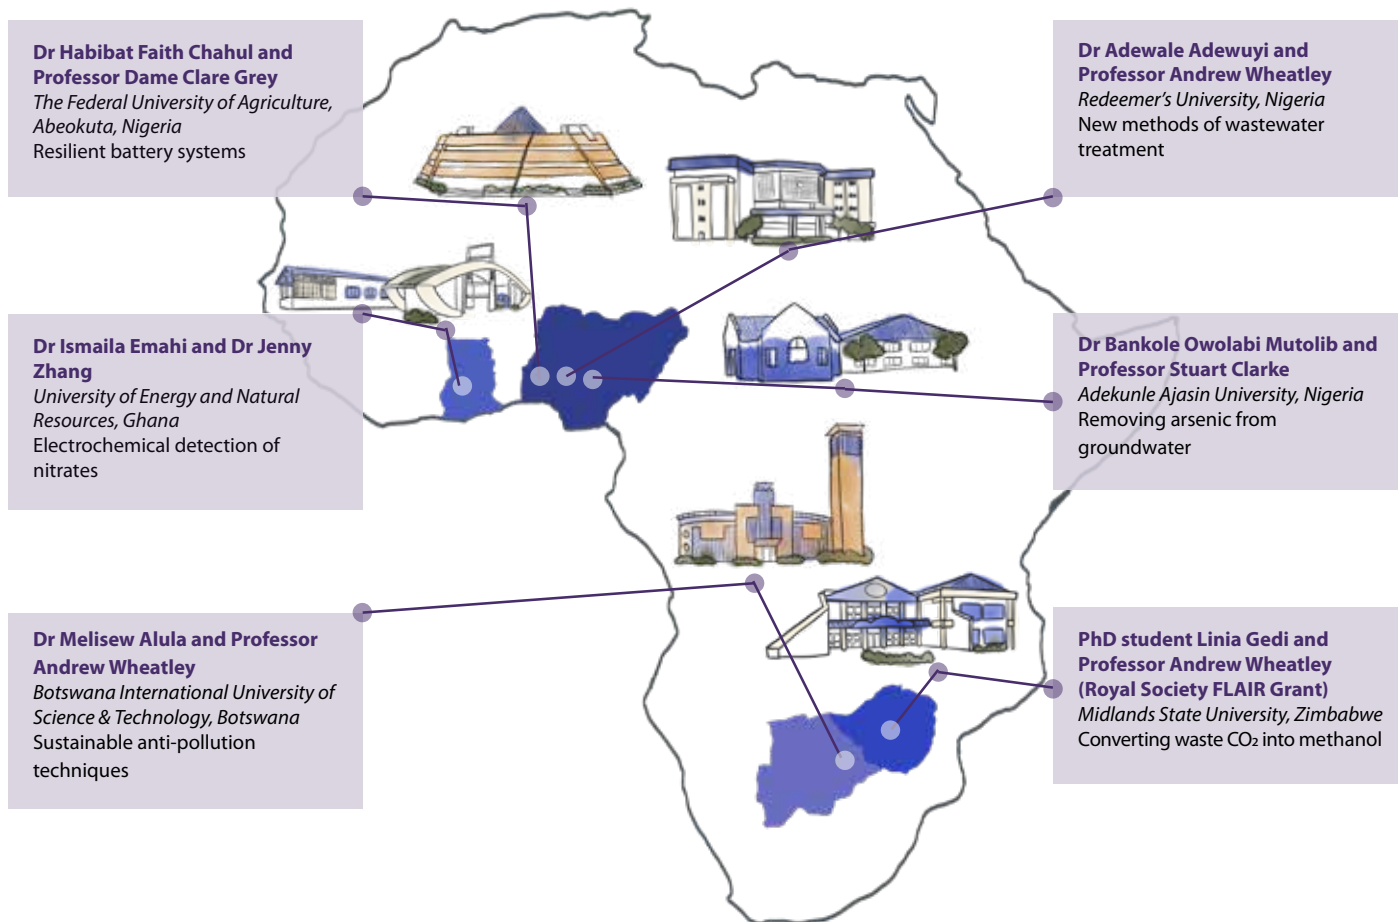 Dr Habibat Faith Chahul and
Professor Dame Clare Grey
The Federal University of Agriculture,
Abeokuta, Nigeria
Resilient battery systems
Dr Ismaila Emahi and Dr Jenny
Zhang
University of Energy and Natural
Resources, Ghana
Electrochemical detection of
nitrates
Dr Melisew Alula and Professor
Andrew Wheatley
Botswana International University of
Science & Technology, Botswana
Sustainable anti-pollution
techniques
Dr Adewale Adewuyi and
Professor Andrew Wheatley
Redeemer's University, Nigeria
New methods of wastewater
treatment
Dr Bankole Owolabi Mutolib and
Professor Stuart Clarke
Adekunle Ajasin University, Nigeria
Removing arsenic from
groundwater
PhD student Linia Gedi and
Professor Andrew Wheatley
(Royal Society FLAIR Grant)
Midlands State University, Zimbabwe
Converting waste CO₂ into methanol